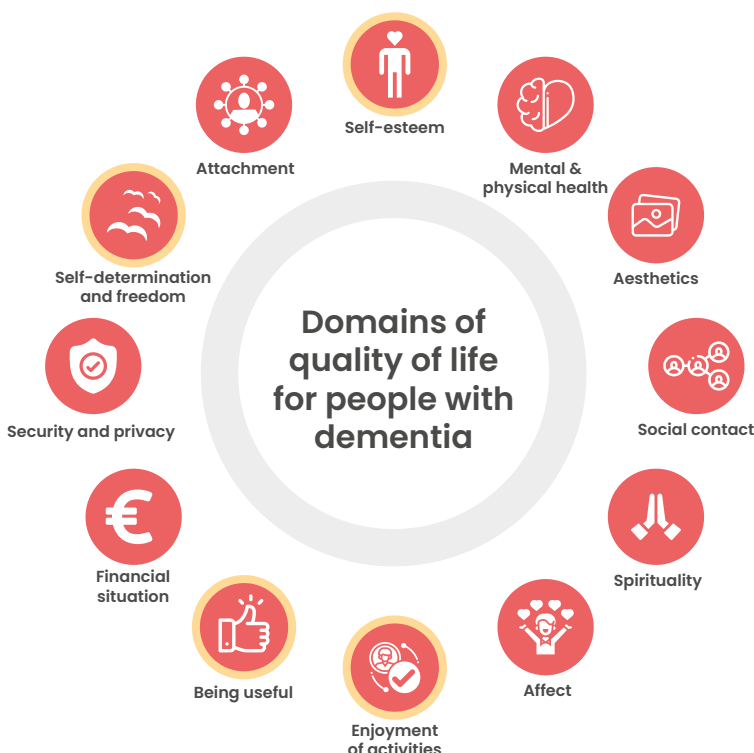 Domains of
quality of life
for people with
dementia
Self-esteem
Mental &
physical health
Aesthetics
Social contact
Spirituality
Affect
Enjoyment
of activities
Being useful
Financial
situation
Security and privacy
Self-determination
and freedom
Attachment